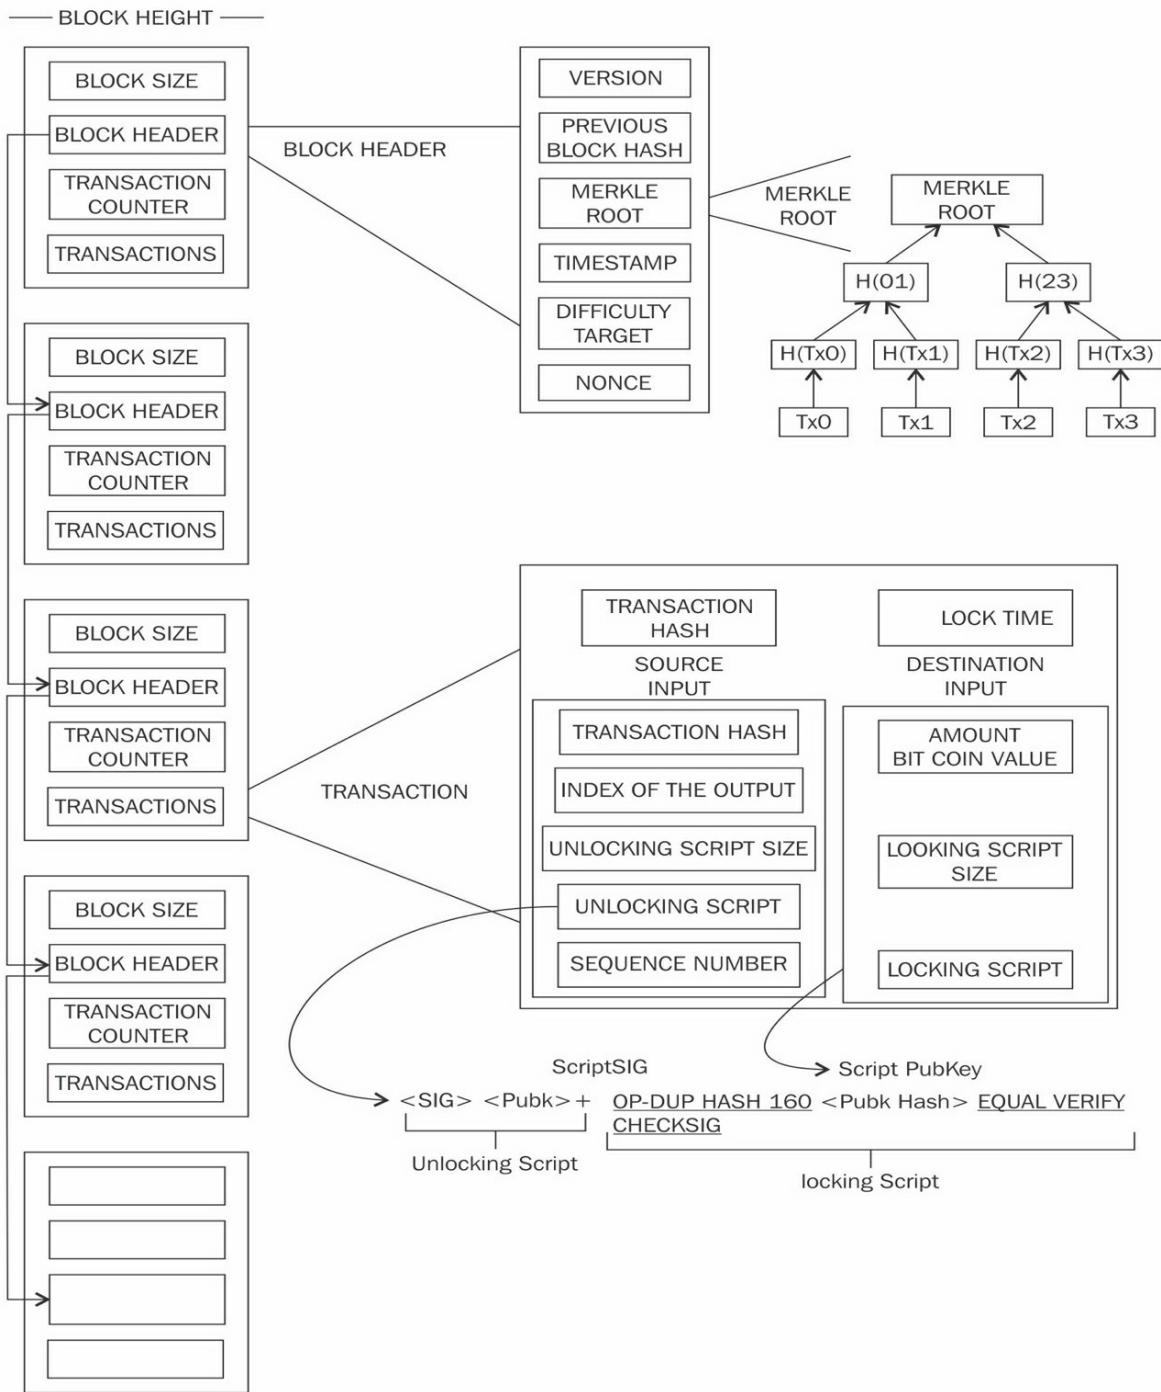 BLOCK HEIGHT
BLOCK SIZE
BLOCK HEADER
TRANSACTION
COUNTER
TRANSACTIONS
BLOCK HEADER
VERSION
PREVIOUS
BLOCK HASH
MERKLE
ROOT
TIMESTAMP
DIFFICULTY
TARGET
NONCE
MERKLE
ROOT
MERKLE
ROOT
H(01)
H(23)
H(Tx0)
H(Tx1)
H(Tx2)
H(Tx3)
Tx0
Tx1
Tx2
Tx3
BLOCK SIZE
BLOCK HEADER
TRANSACTION
COUNTER
TRANSACTIONS
BLOCK SIZE
BLOCK HEADER
TRANSACTION
COUNTER
TRANSACTIONS
TRANSACTION
TRANSACTION
HASH
LOCK TIME
SOURCE
INPUT
DESTINATION
INPUT
TRANSACTION HASH
INDEX OF THE OUTPUT
UNLOCKING SCRIPT SIZE
UNLOCKING SCRIPT
SEQUENCE NUMBER
AMOUNT
BIT COIN VALUE
LOOKING SCRIPT
SIZE
LOCKING SCRIPT
BLOCK SIZE
BLOCK HEADER
TRANSACTION
COUNTER
TRANSACTIONS
ScriptSIG
Script PubKey
<SIG> <Pubk>+ OP-DUP HASH 160 <Pubk Hash> EQUAL VERIFY
CHECKSIG
Unlocking Script
locking Script